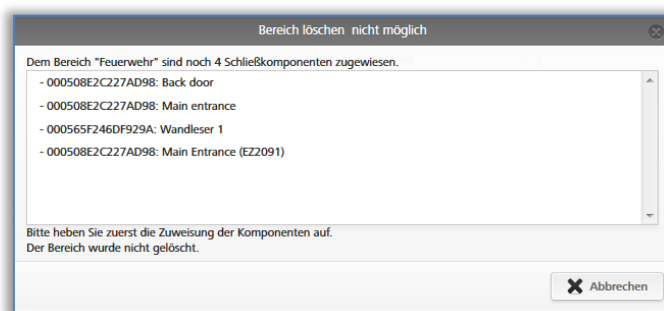 Bereich löschen nicht möglich
Dem Bereich "Feuerwehr" sind noch 4 Schließkomponenten zugewiesen.
- 000508E2C227AD98: Back door
- 000508E2C227AD98: Main entrance
- 000565F246DF929A: Wandleser 1
- 000508E2C227AD98: Main Entrance (EZ2091)
Bitte heben Sie zuerst die Zuweisung der Komponenten auf.
Der Bereich wurde nicht gelöscht.
Abbrechen